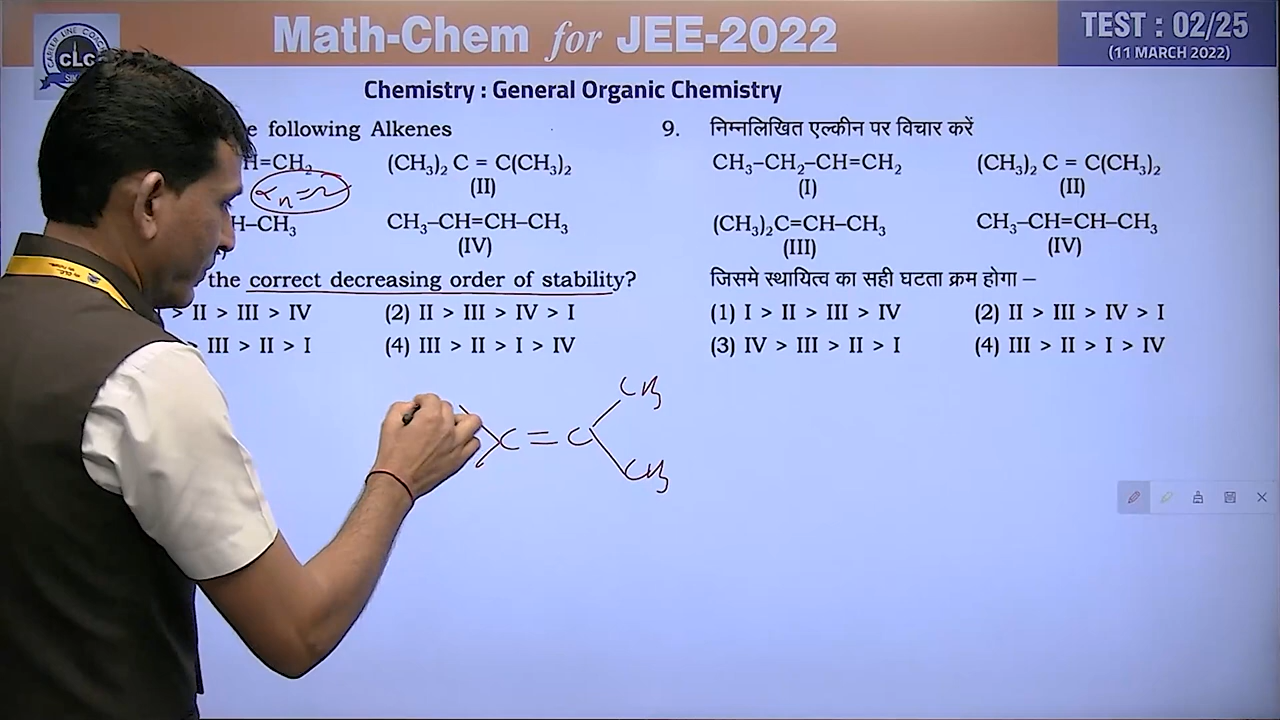 Math-Chem for JEE-2022
TEST : 02/25
(11 MARCH 2022)
CLC
Chemistry : General Organic Chemistry
following Alkenes
H=CH₂ (CH₃)₂ C = C(CH₃)₂
(II)
αₙ=n
H–CH₃ CH₃–CH=CH–CH₃
(IV)
the correct decreasing order of stability?
> II > III > IV (2) II > III > IV > I
> III > II > I (4) III > II > I > IV
9. निम्नलिखित एल्कीन पर विचार करें
CH₃–CH₂–CH=CH₂ (CH₃)₂ C = C(CH₃)₂
(I) (II)
(CH₃)₂C=CH–CH₃ CH₃–CH=CH–CH₃
(III) (IV)
जिसमे स्थायित्व का सही घटता क्रम होगा –
(1) I > II > III > IV (2) II > III > IV > I
(3) IV > III > II > I (4) III > II > I > IV
CH₃
C = C
CH₃